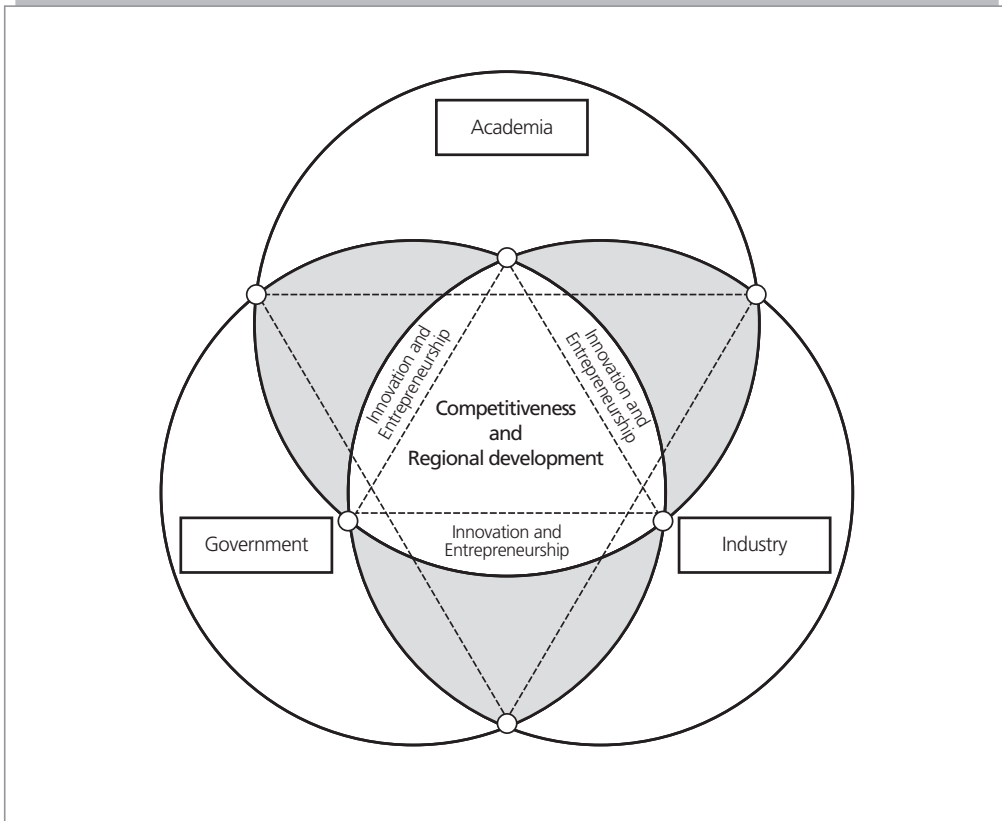 Academia
Innovation and
Entrepreneurship
Innovation and
Entrepreneurship
Competitiveness
and
Regional development
Government
Innovation and
Entrepreneurship
Industry